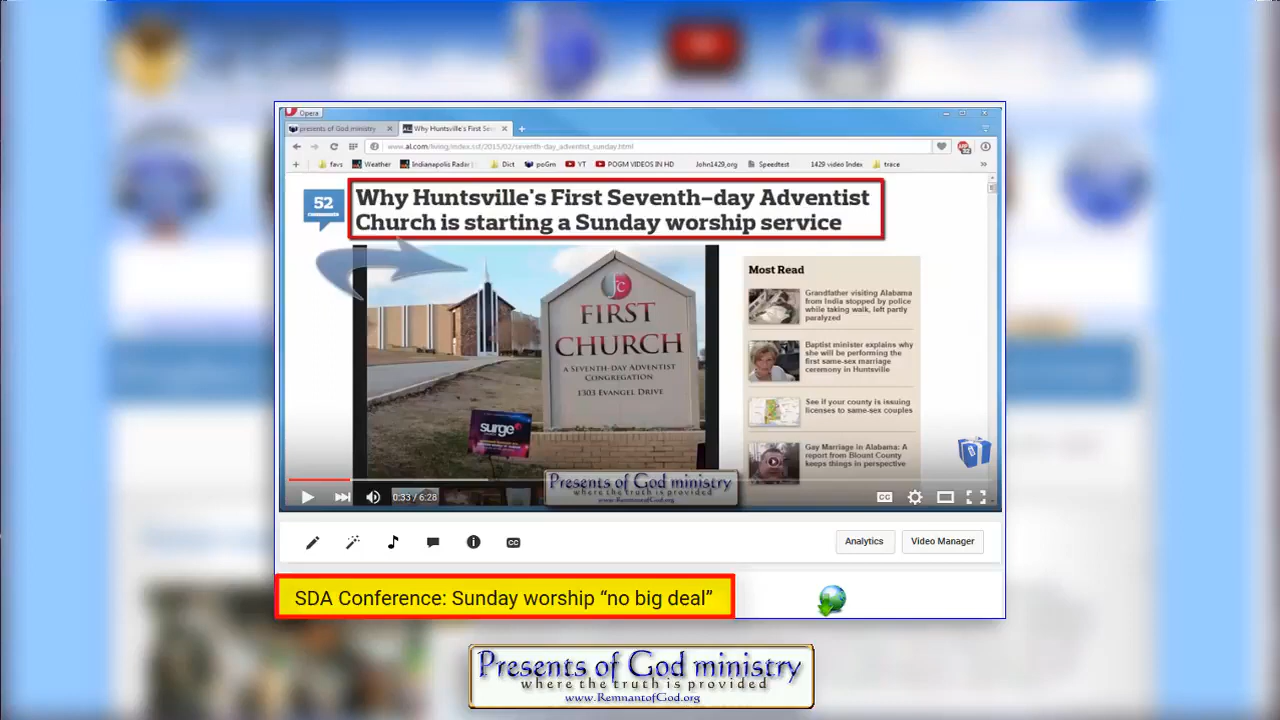 Opera
presents of God ministry
Why Huntsville's First Sev
www.al.com/living/index.ssf/2015/02/seventh-day_adventist_sunday.html
favs Weather Indianapolis Radar Dict poGm YT POGM VIDEOS IN HD John1429.org Speedtest 1429 video Index trace
52
Why Huntsville's First Seventh-day Adventist
Church is starting a Sunday worship service
FIRST
CHURCH
A SEVENTH-DAY ADVENTIST
CONGREGATION
1303 EVANGEL DRIVE
surge
Most Read
Grandfather visiting Alabama
from India stopped by police
while taking walk, left partly
paralyzed
Baptist minister explains why
she will be performing the
first same-sex marriage
ceremony in Huntsville
See if your county is issuing
licenses to same-sex couples
Gay Marriage in Alabama: A
report from Blount County
keeps things in perspective
Presents of God ministry
where the truth is provided
www.RemnantofGod.org
0:33 / 6:28
CC
CC
Analytics
Video Manager
SDA Conference: Sunday worship “no big deal”
Presents of God ministry
where the truth is provided
www.RemnantofGod.org